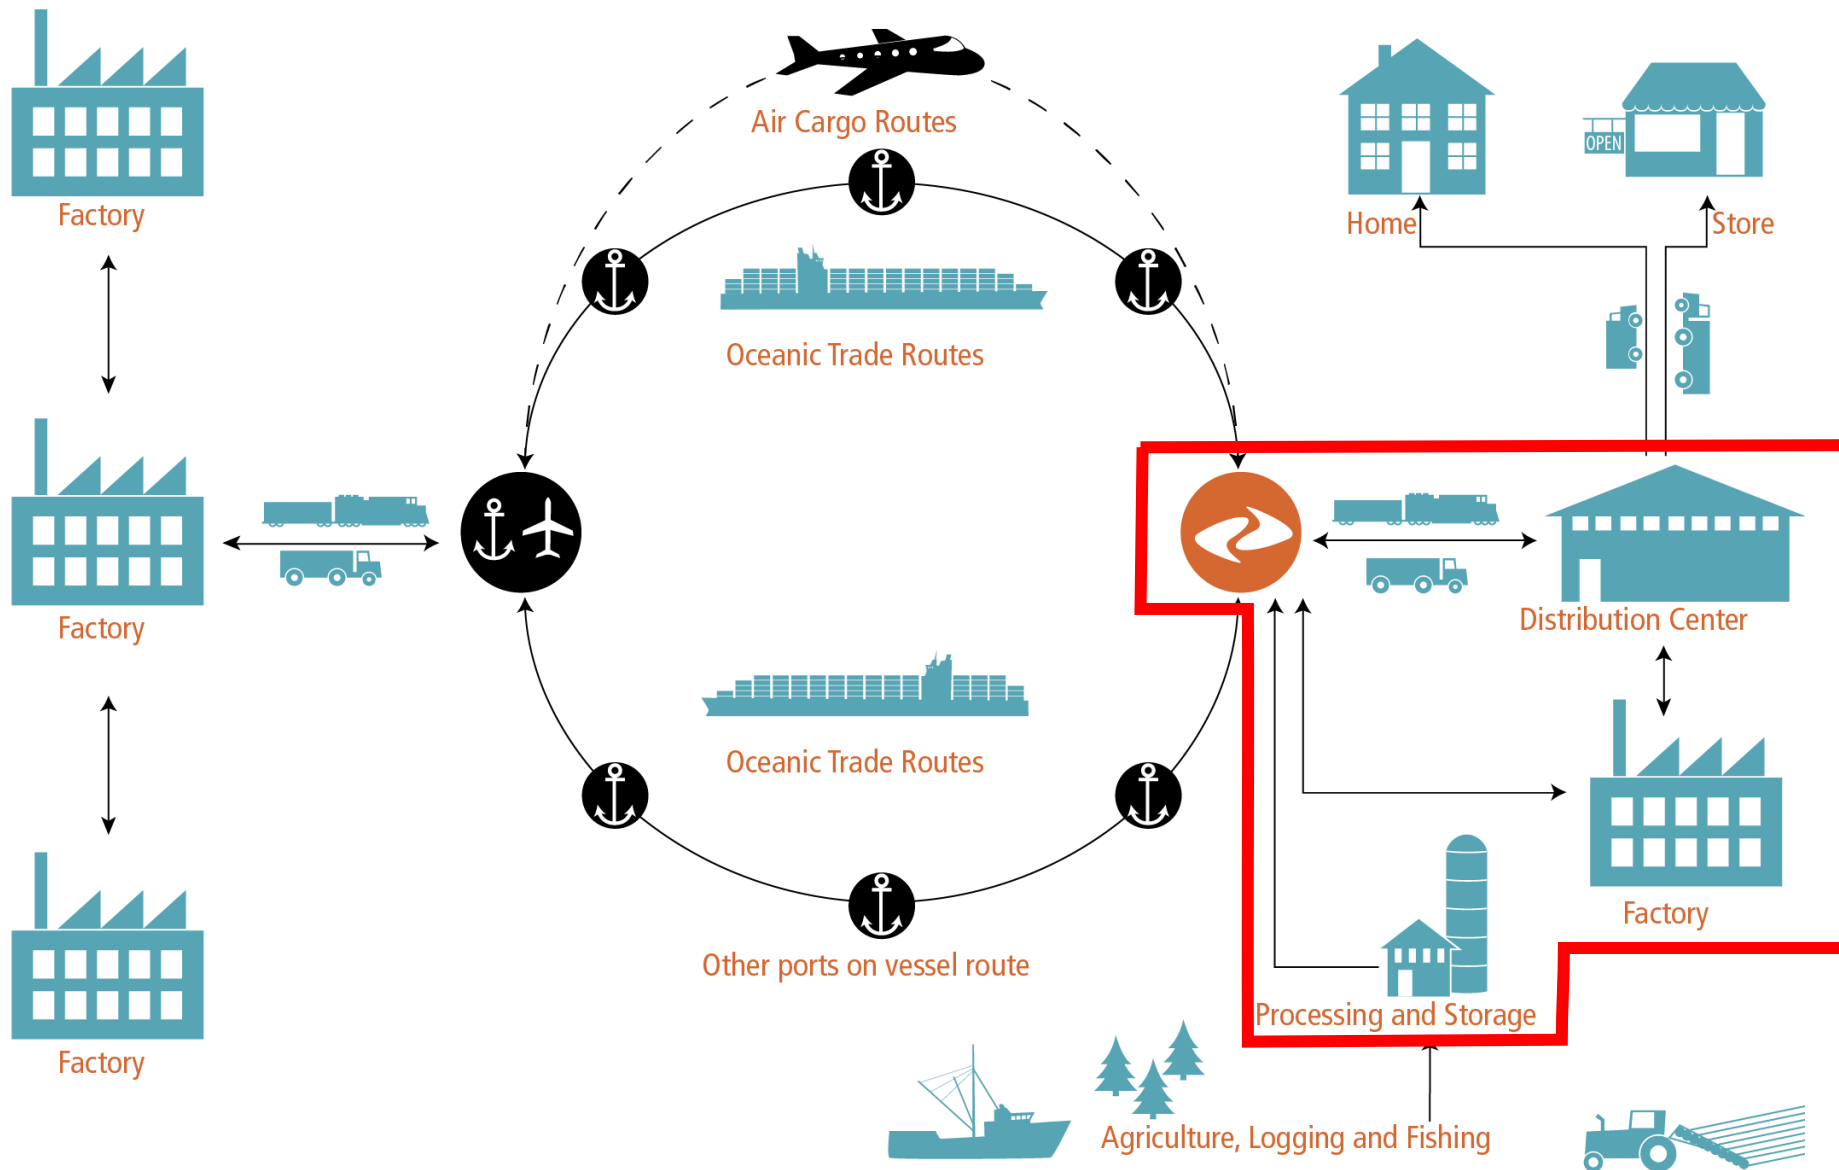 Factory
Air Cargo Routes
OPEN
Home
Store
Oceanic Trade Routes
Factory
Distribution Center
Oceanic Trade Routes
Factory
Other ports on vessel route
Processing and Storage
Factory
Agriculture, Logging and Fishing